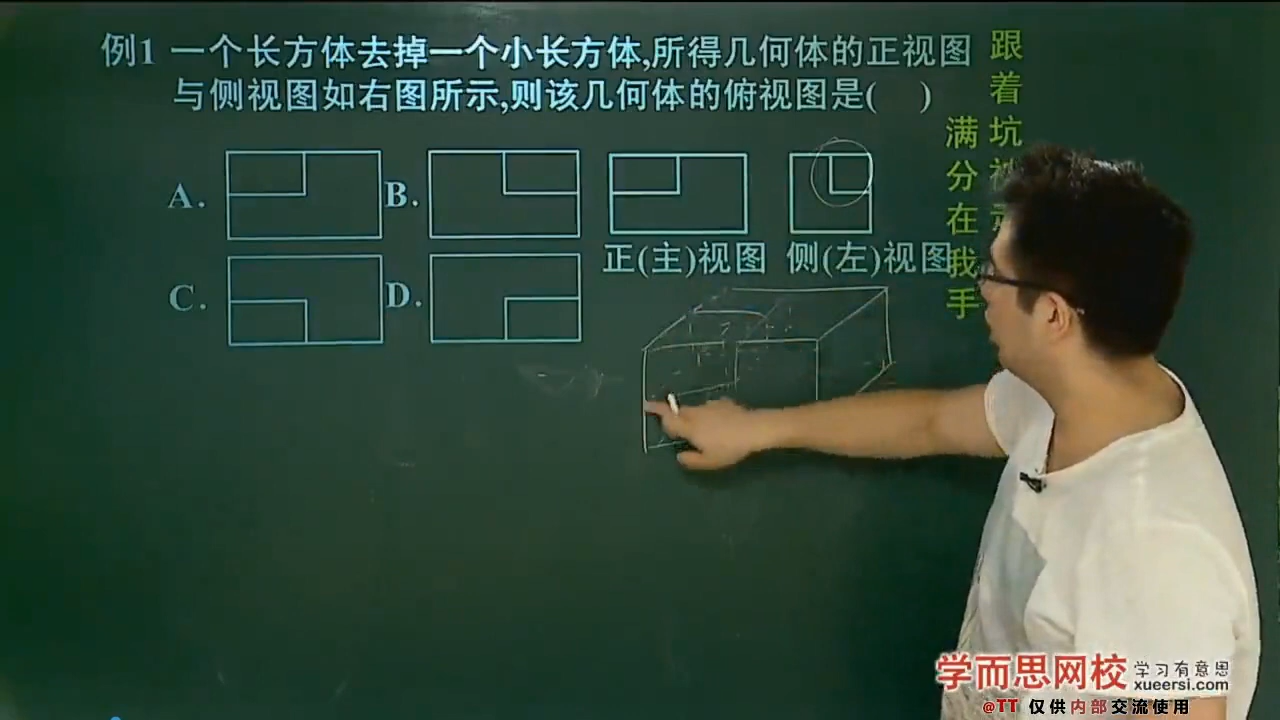 例1 一个长方体去掉一个小长方体,所得几何体的正视图
与侧视图如右图所示,则该几何体的俯视图是( )
A.
B.
正(主)视图
侧(左)视图
C.
D.
跟着坑
满分在我手
学而思网校
学习有意思
xueersi.com
@TT 仅供内部交流使用